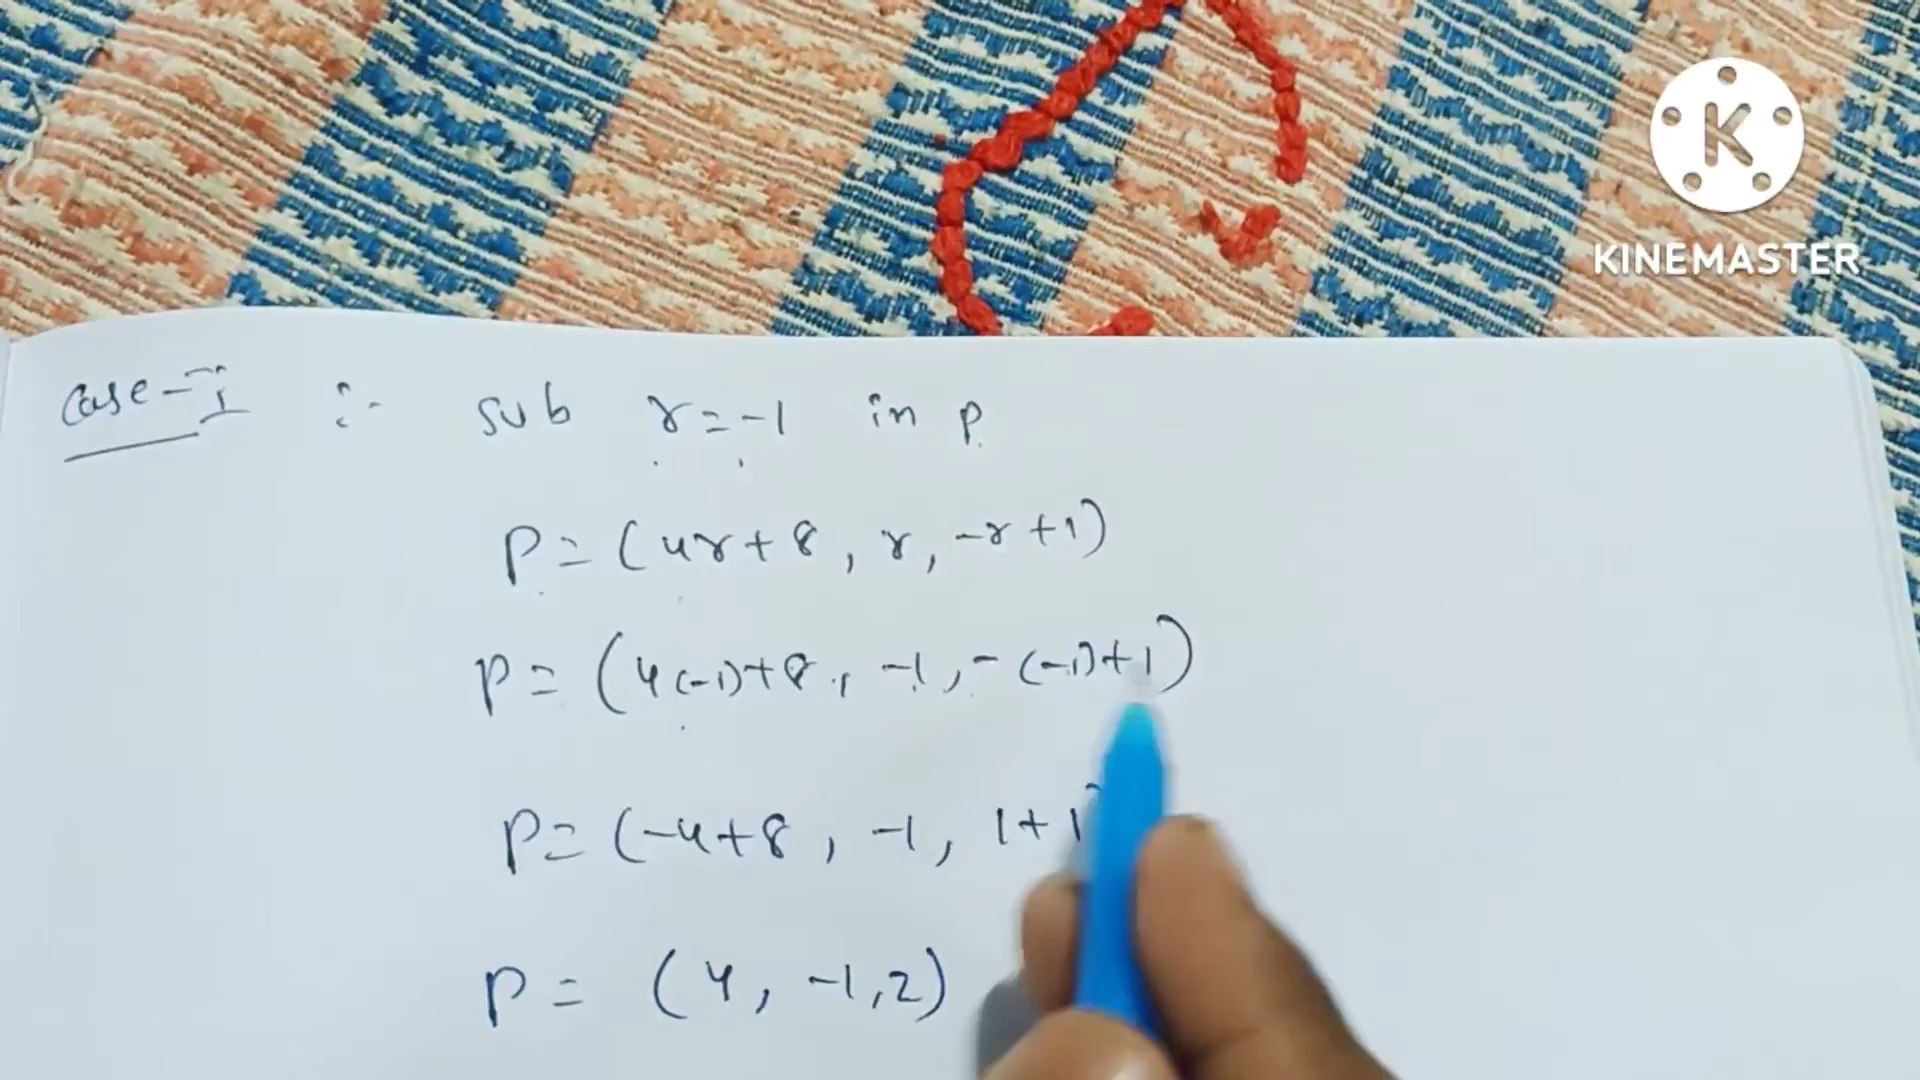 K
KINEMASTER
Case-I :- sub r=-1 in p
P=(4r+8, r, -r+1)
P=(4(-1)+8, -1, -(-1)+1)
P=(-4+8, -1, 1+1)
P= (4, -1,2)